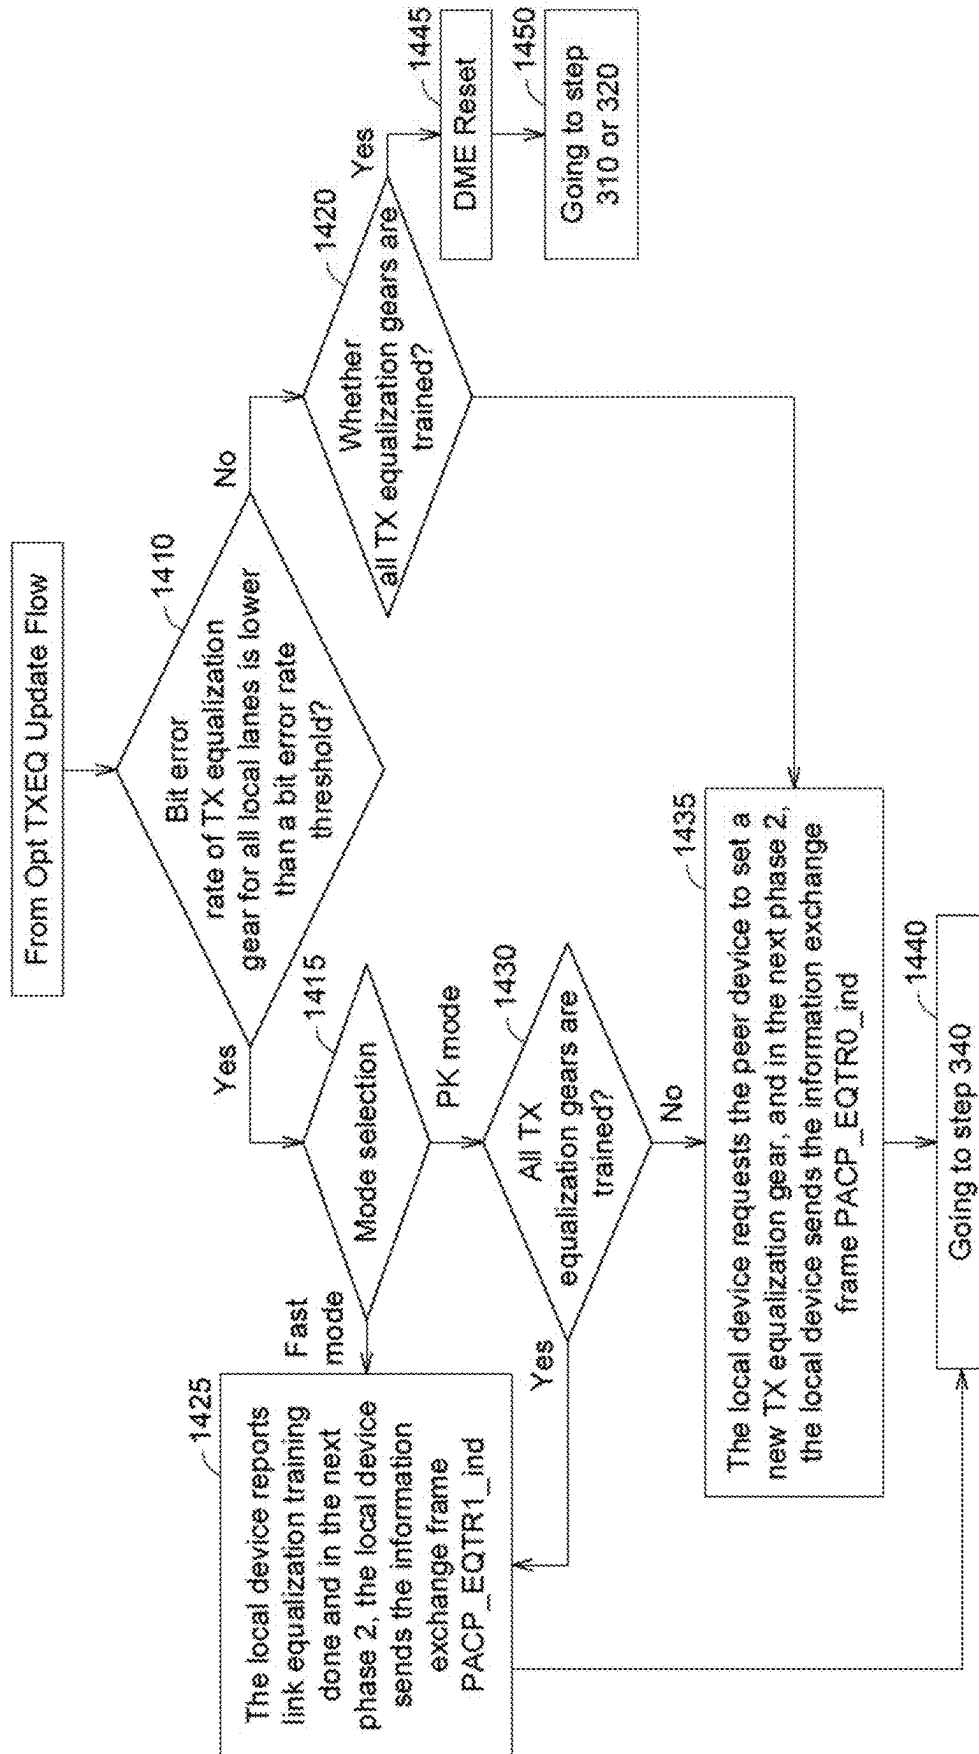 From Opt TXEQ Update Flow
1410
Bit error
rate of TX equalization
gear for all local lanes is lower
than a bit error rate
threshold?
Yes
No
1415
Mode selection
Fast
mode
PK mode
1420
Whether
all TX equalization gears are
trained?
Yes
1425
The local device reports
link equalization training
done and in the next
phase 2, the local device
sends the information
exchange frame
PACP_EQTR1_ind
1430
All TX
equalization gears are
trained?
Yes
No
1445
DME Reset
1450
Going to step
310 or 320
1435
The local device requests the peer device to set a
new TX equalization gear, and in the next phase 2,
the local device sends the information exchange
frame PACP_EQTR0_ind
1440
Going to step 340